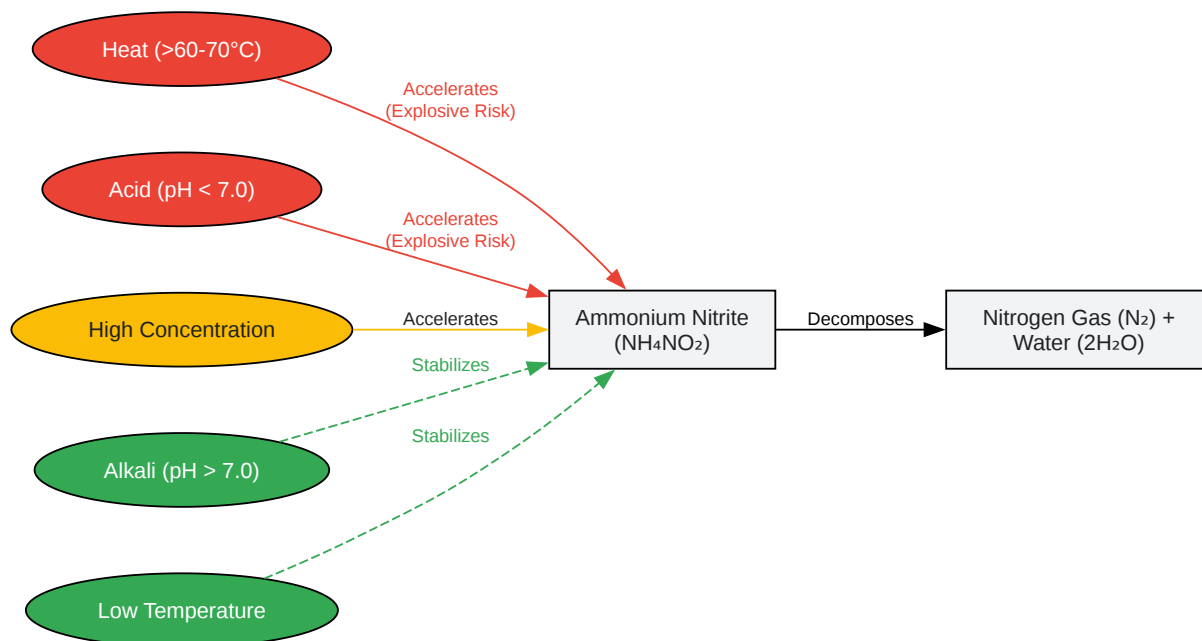 Heat (>60-70°C)
Accelerates
(Explosive Risk)
Acid (pH < 7.0)
Accelerates
(Explosive Risk)
High Concentration
Accelerates
Ammonium Nitrite
(NH₄NO₂)
Decomposes
Nitrogen Gas (N₂) +
Water (2H₂O)
Stabilizes
Alkali (pH > 7.0)
Stabilizes
Low Temperature